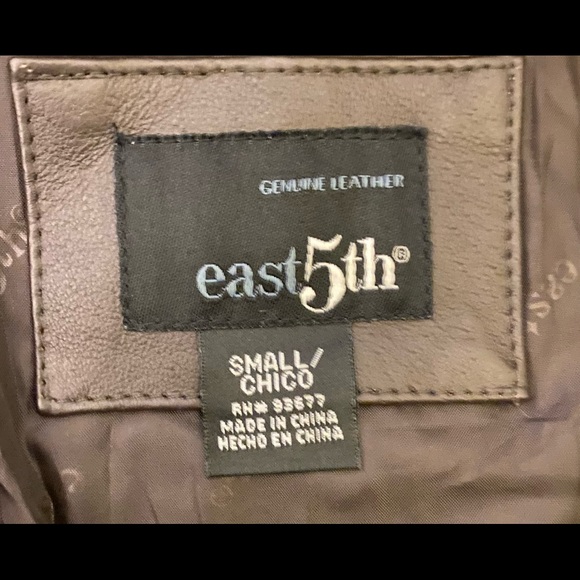 GENUINE LEATHER
east5th®
SMALL/
CHICO
RN# 93677
MADE IN CHINA
HECHO EN CHINA